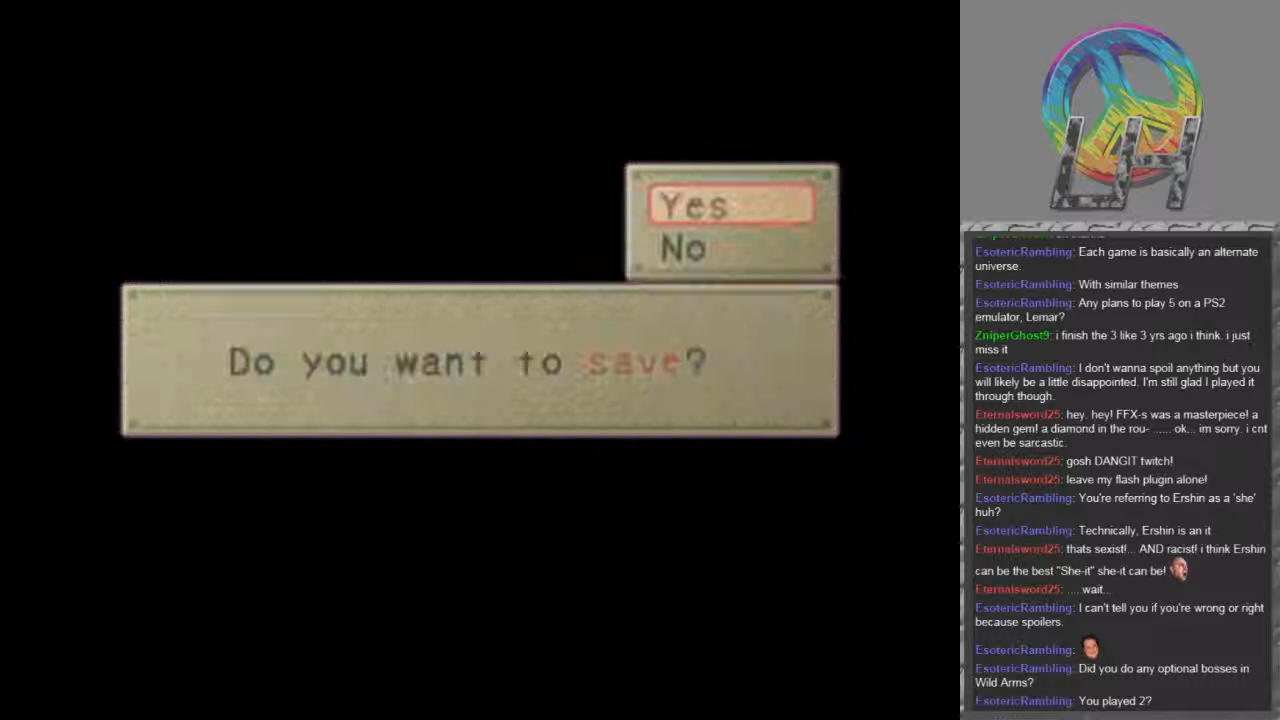 Yes
No
Do you want to save?
LH
EsotericRambling: Each game is basically an alternate
universe.
EsotericRambling: With similar themes
EsotericRambling: Any plans to play 5 on a PS2
emulator, Lemar?
ZniperGhost9: i finish the 3 like 3 yrs ago i think. i just
miss it
EsotericRambling: I don't wanna spoil anything but you
will likely be a little disappointed. I'm still glad I played it
through though.
Eternalsword25: hey. hey! FFX-s was a masterpiece! a
hidden gem! a diamond in the rou- ...... ok... im sorry. i cnt
even be sarcastic.
Eternalsword25: gosh DANGIT twitch!
Eternalsword25: leave my flash plugin alone!
EsotericRambling: You're referring to Ershin as a 'she'
huh?
EsotericRambling: Technically, Ershin is an it
Eternalsword25: thats sexist!... AND racist! i think Ershin
can be the best "She-it" she-it can be!
Eternalsword25: .....wait...
EsotericRambling: I can't tell you if you're wrong or right
because spoilers.
EsotericRambling:
EsotericRambling: Did you do any optional bosses in
Wild Arms?
EsotericRambling: You played 2?